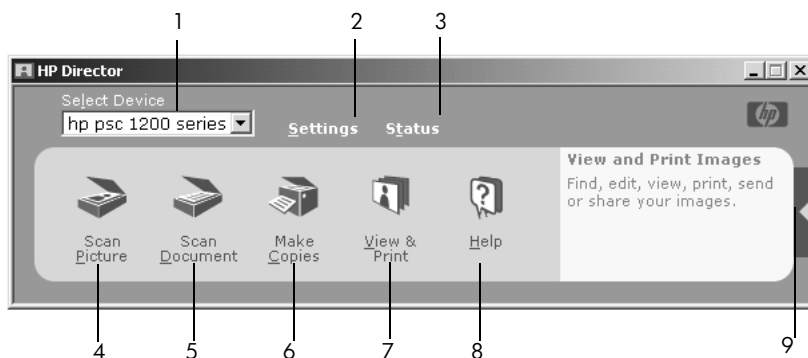 1 2 3
HP Director
Select Device
hp psc 1200 series
Settings Status
hp
View and Print Images
Find, edit, view, print, send
or share your images.
Scan
Picture
Scan
Document
Make
Copies
View &
Print
Help
4 5 6 7 8 9